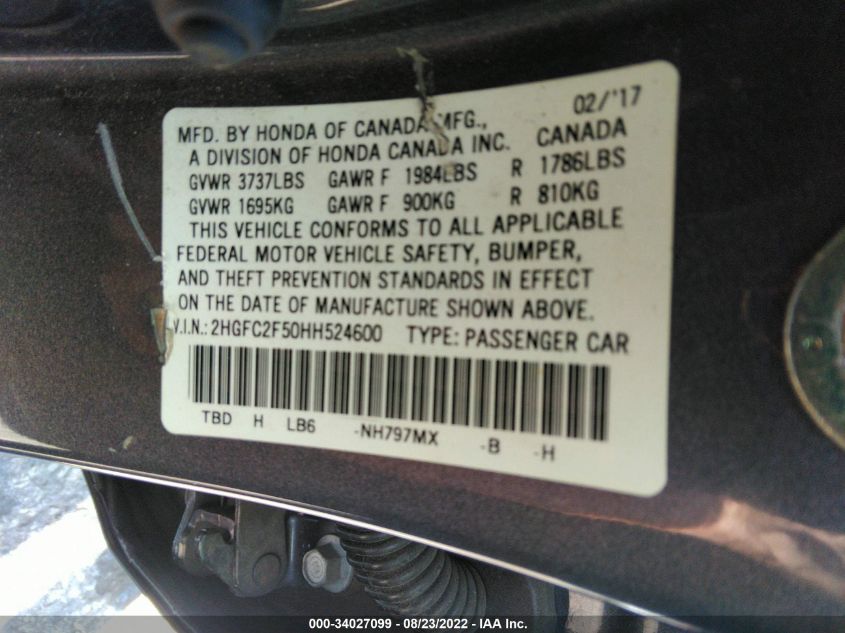 02/'17
MFD. BY HONDA OF CANADA MFG.,
A DIVISION OF HONDA CANADA INC. CANADA
GVWR 3737LBS GAWR F 1984LBS R 1786LBS
GVWR 1695KG GAWR F 900KG R 810KG
THIS VEHICLE CONFORMS TO ALL APPLICABLE
FEDERAL MOTOR VEHICLE SAFETY, BUMPER,
AND THEFT PREVENTION STANDARDS IN EFFECT
ON THE DATE OF MANUFACTURE SHOWN ABOVE.
V.I.N.: 2HGFC2F50HH524600 TYPE: PASSENGER CAR
TBD H LB6 -NH797MX -B -H
000-34027099 - 08/23/2022 - IAA Inc.